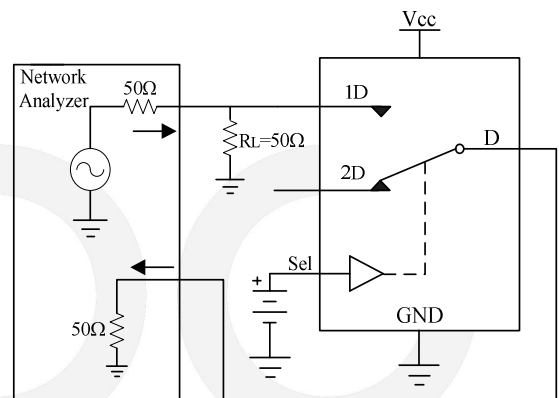 Vcc
Network
Analyzer
50Ω
1D
RL=50Ω
D
2D
Sel
+
50Ω
GND